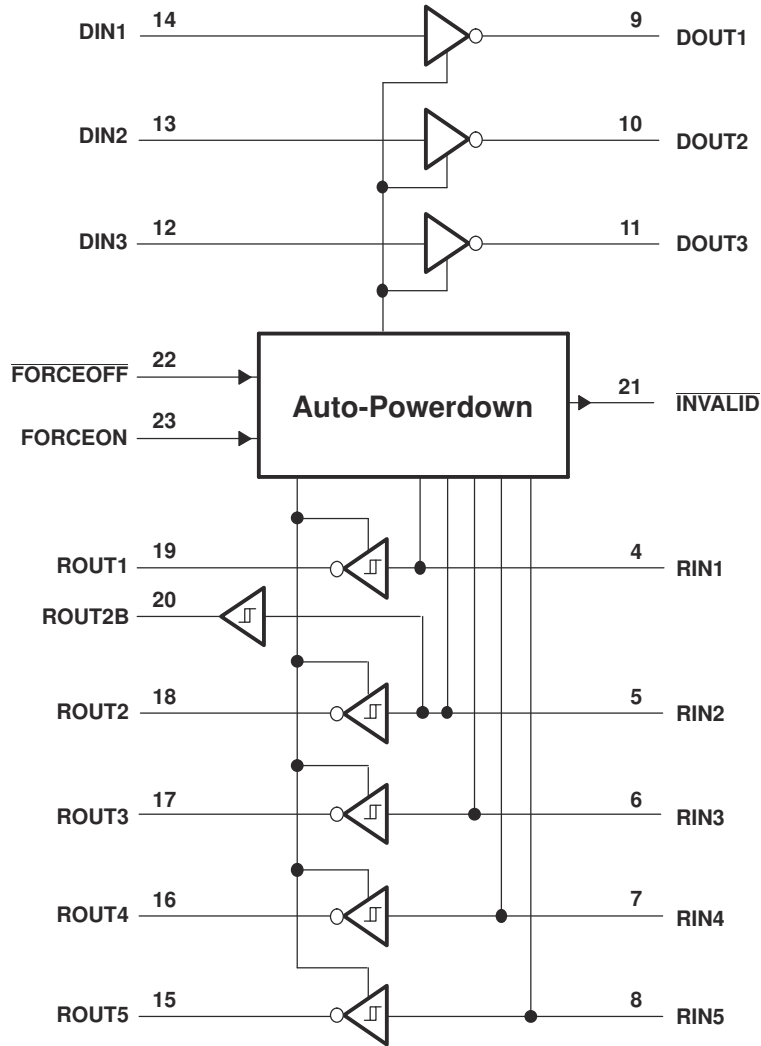 DIN1 14 9 DOUT1
DIN2 13 10 DOUT2
DIN3 12 11 DOUT3
FORCEOFF 22
Auto-Powerdown
21 INVALID
FORCEON 23
ROUT1 19 4 RIN1
ROUT2B 20
ROUT2 18 5 RIN2
ROUT3 17 6 RIN3
ROUT4 16 7 RIN4
ROUT5 15 8 RIN5